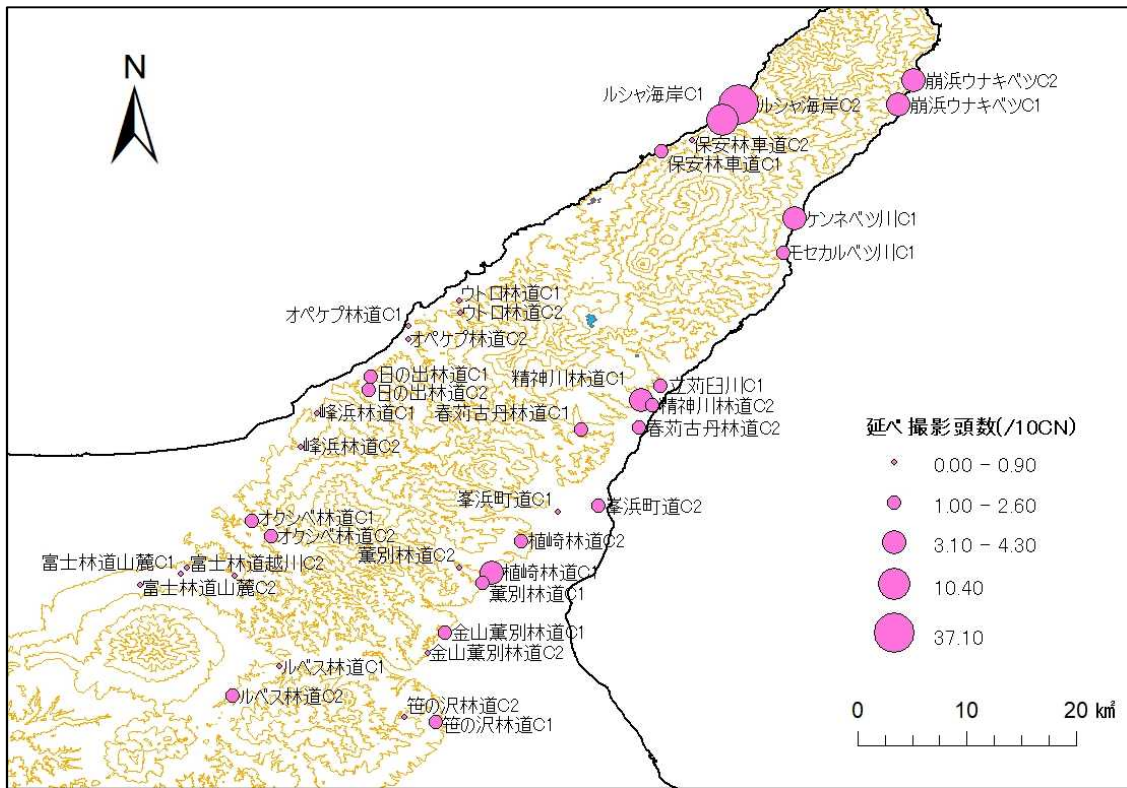 N
ルシャ海岸C1
ルシャ海岸C2
崩浜ウナキベツC2
崩浜ウナキベツC1
保安林車道C2
保安林車道C1
ケンネベツ川C1
モセカルベツ川C1
ウトロ林道C1
ウトロ林道C2
オペケプ林道C1
オペケプ林道C2
日の出林道C1
日の出林道C2
精神川林道C1
立苅臼川C1
精神川林道C2
峰浜林道C1
春苅古丹林道C1
春苅古丹林道C2
峰浜林道C2
峯浜町道C1
峯浜町道C2
オクシベ林道C1
オクシベ林道C2
植崎林道C2
富士林道山麓C1
富士林道越川C2
富士林道山麓C2
薫別林道C2
植崎林道C1
薫別林道C1
金山薫別林道C1
金山薫別林道C2
ルベス林道C1
ルベス林道C2
笹の沢林道C2
笹の沢林道C1
延べ撮影頭数(/10CN)
0.00 - 0.90
1.00 - 2.60
3.10 - 4.30
10.40
37.10
0 10 20 k㎡